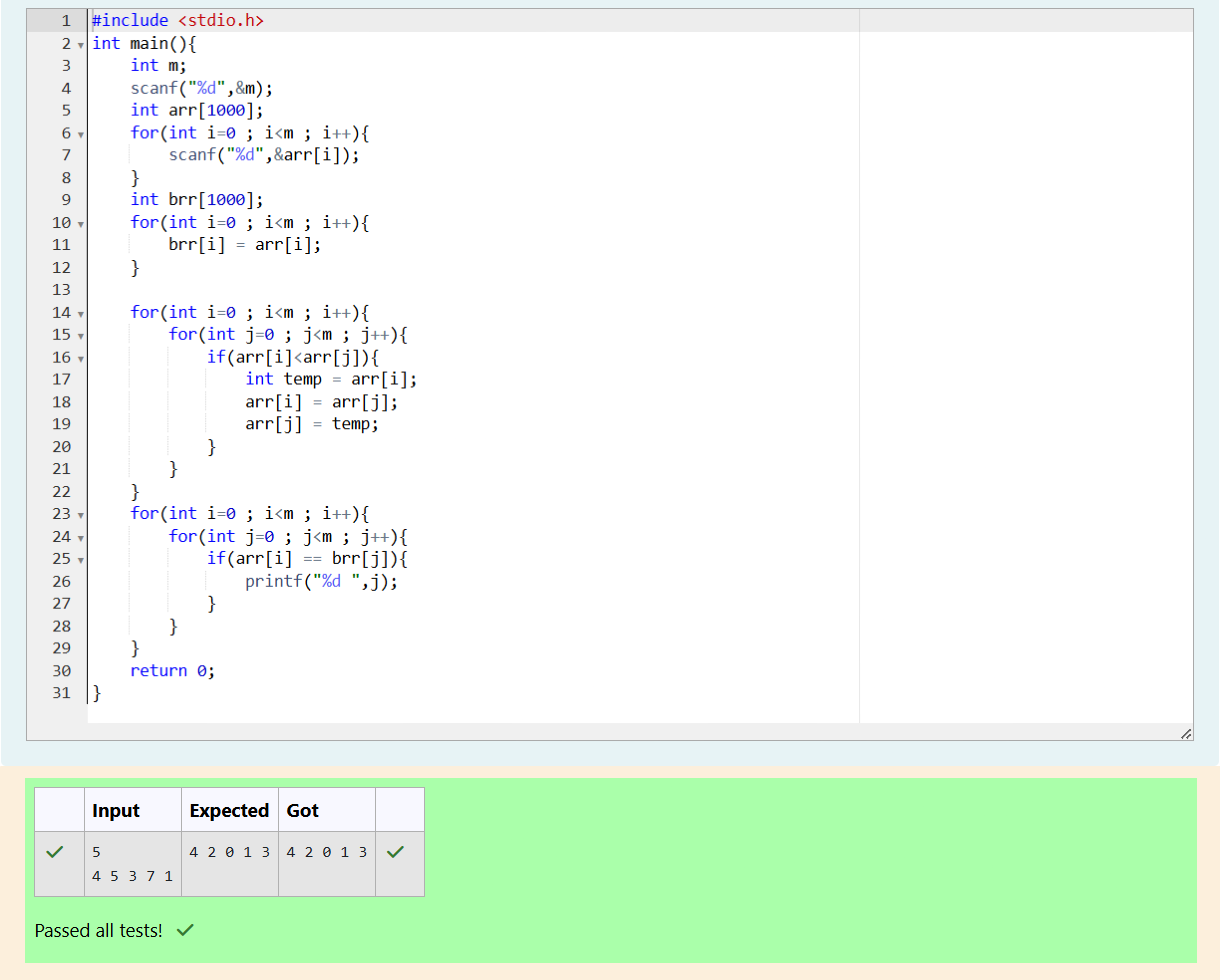 1 #include <stdio.h>
2 int main(){
3     int m;
4     scanf("%d",&m);
5     int arr[1000];
6     for(int i=0 ; i<m ; i++){
7         scanf("%d",&arr[i]);
8     }
9     int brr[1000];
10     for(int i=0 ; i<m ; i++){
11         brr[i] = arr[i];
12     }
13
14     for(int i=0 ; i<m ; i++){
15         for(int j=0 ; j<m ; j++){
16             if(arr[i]<arr[j]){
17                 int temp = arr[i];
18                 arr[i] = arr[j];
19                 arr[j] = temp;
20             }
21         }
22     }
23     for(int i=0 ; i<m ; i++){
24         for(int j=0 ; j<m ; j++){
25             if(arr[i] == brr[j]){
26                 printf("%d ",j);
27             }
28         }
29     }
30     return 0;
31 }
Input Expected Got
5 4 2 0 1 3 4 2 0 1 3
4 5 3 7 1
Passed all tests!